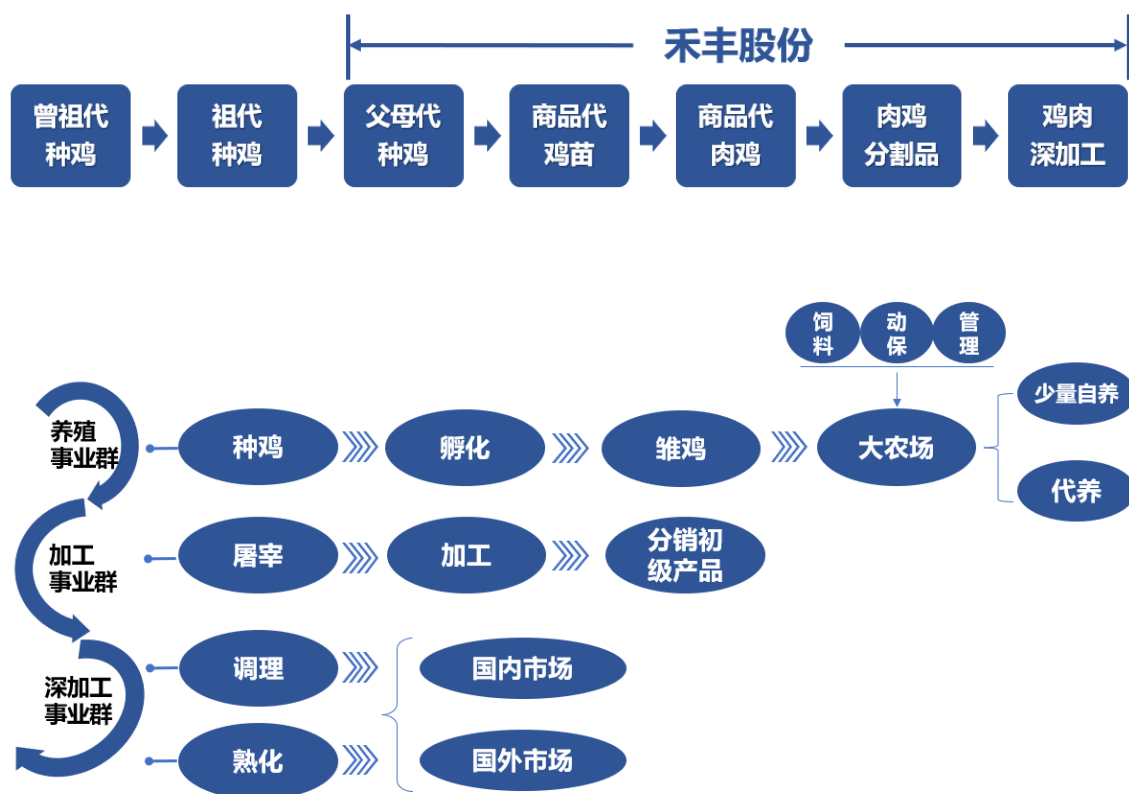 禾丰股份
曾祖代
种鸡
祖代
种鸡
父母代
种鸡
商品代
鸡苗
商品代
肉鸡
肉鸡
分割品
鸡肉
深加工
饲
料
动
保
管
理
养殖
事业群
种鸡
孵化
雏鸡
大农场
少量自养
代养
加工
事业群
屠宰
加工
分销初
级产品
深加工
事业群
调理
熟化
国内市场
国外市场